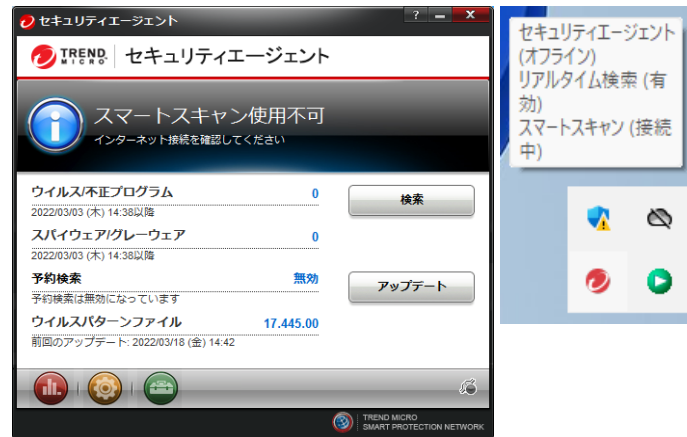 セキュリティエージェント
? － X
TREND MICRO セキュリティエージェント
スマートスキャン使用不可
インターネット接続を確認してください
ウイルス/不正プログラム 0
2022/03/03 (木) 14:38以降
検索
スパイウェア/グレーウェア 0
2022/03/03 (木) 14:38以降
予約検索 無効
予約検索は無効になっています
アップデート
ウイルスパターンファイル 17.445.00
前回のアップデート: 2022/03/18 (金) 14:42
TREND MICRO
SMART PROTECTION NETWORK
セキュリティエージェント
(オフライン)
リアルタイム検索 (有
効)
スマートスキャン (接続
中)